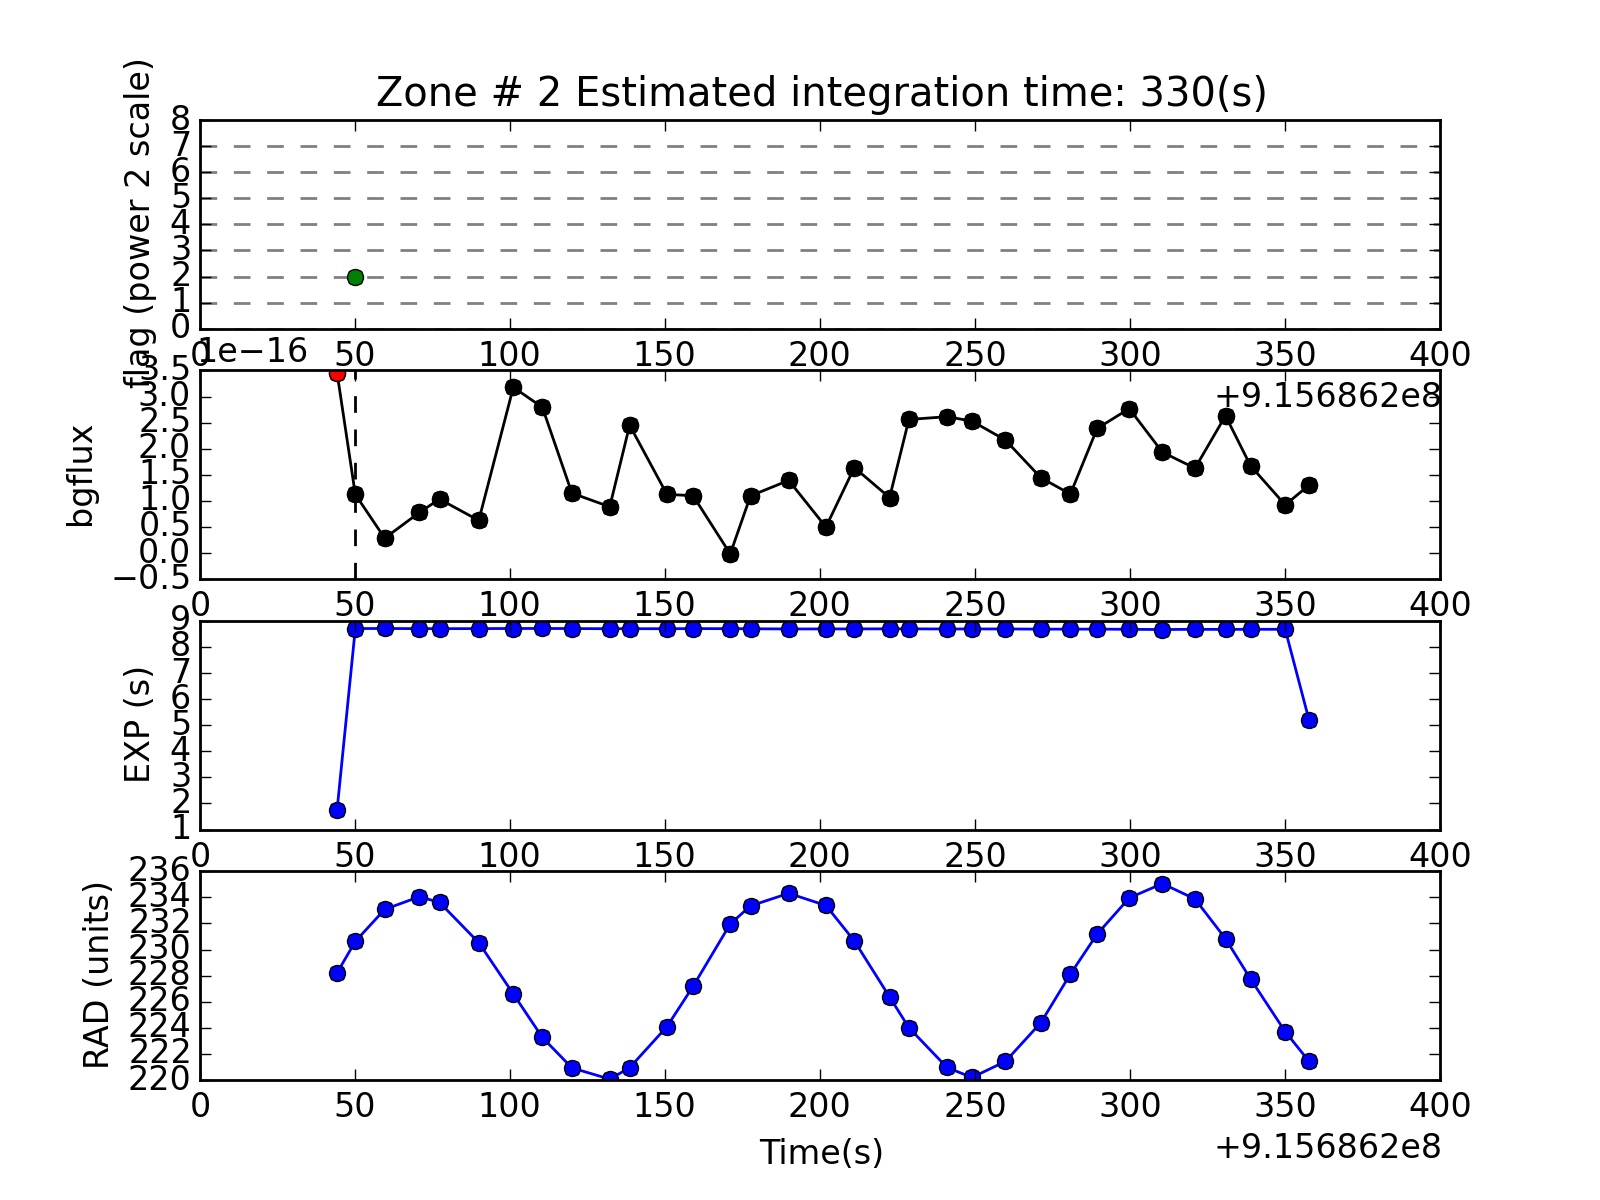 Zone # 2 Estimated integration time: 330(s)
flag (power 2 scale)
8
7
6
5
4
3
2
1
0
0 50 100 150 200 250 300 350 400
1e−16
+9.156862e8
bgflux
3.5
3.0
2.5
2.0
1.5
1.0
0.5
0.0
−0.5
0 50 100 150 200 250 300 350 400
EXP (s)
9
8
7
6
5
4
3
2
1
0 50 100 150 200 250 300 350 400
RAD (units)
236
234
232
230
228
226
224
222
220
0 50 100 150 200 250 300 350 400
Time(s)
+9.156862e8